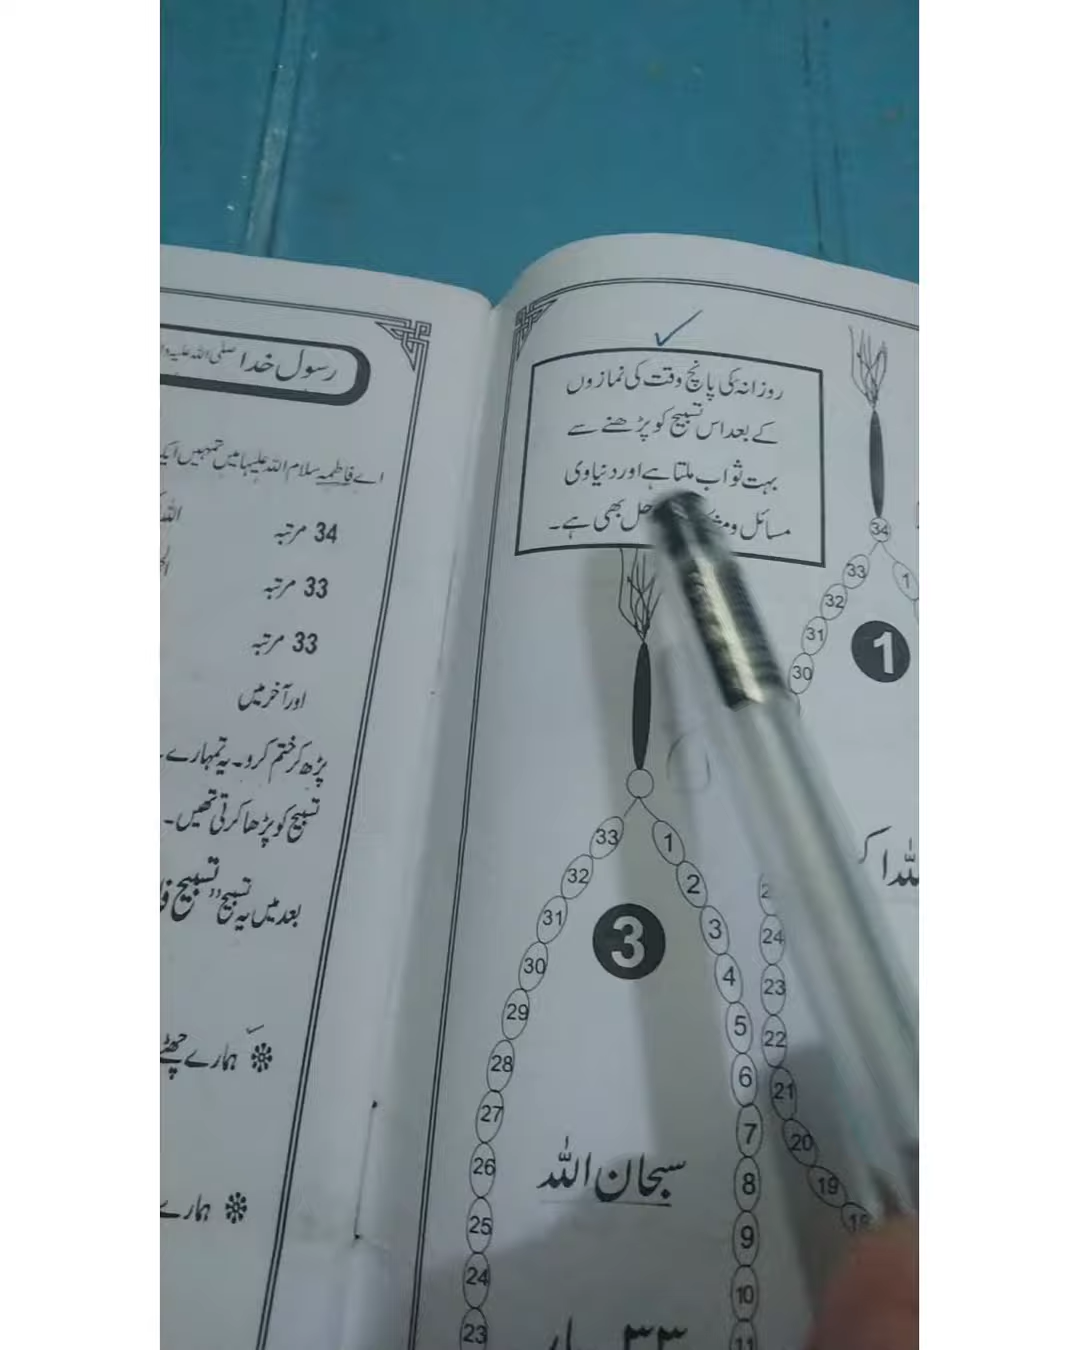 روزانہ کی پانچ وقت کی نمازوں
کے بعد اس تسبیح کو پڑھنے سے
بہت ثواب ملتا ہے اور دنیاوی
مسائل و حل بھی ہے۔
34
33
1
32
31
30
1
33
1
32
2
31
3
30
4
29
5
28
6
27
7
26
8
25
9
24
10
23
11
3
سبحان اللہ
۳۳ بار
24
23
22
21
20
19
18
رسول خدا صلی اللہ علیہ
اے فاطمہ سلام اللہ علیہا میں تمہیں
34 مرتبہ
33 مرتبہ
33 مرتبہ
اور آخر میں
پڑھ کر ختم کرو۔ یہ تمہارے
تسبیح کو پڑھا کرتی تھیں۔
بعد میں یہ تسبیح "تسبیح
ہمارے چھٹے
ہمارے